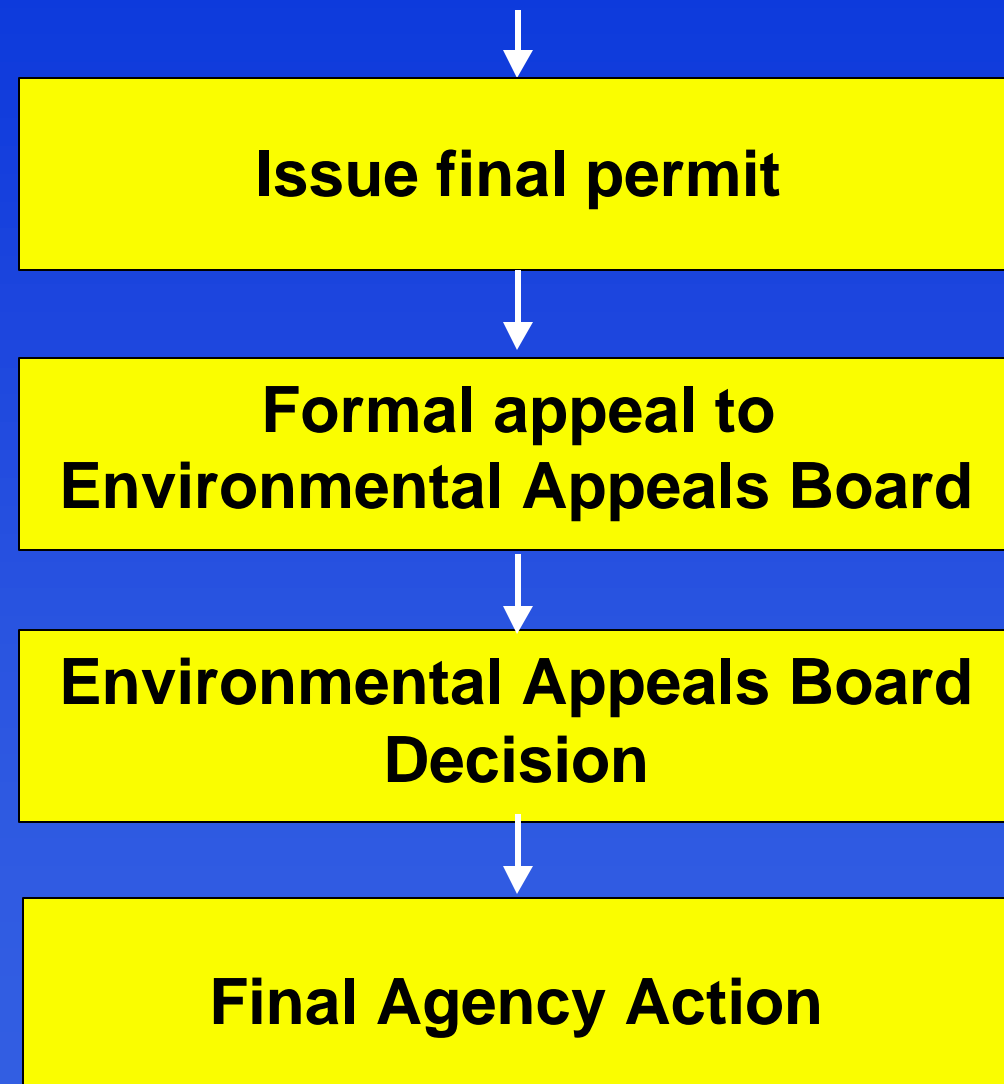 Issue final permit
Formal appeal to
Environmental Appeals Board
Environmental Appeals Board
Decision
Final Agency Action